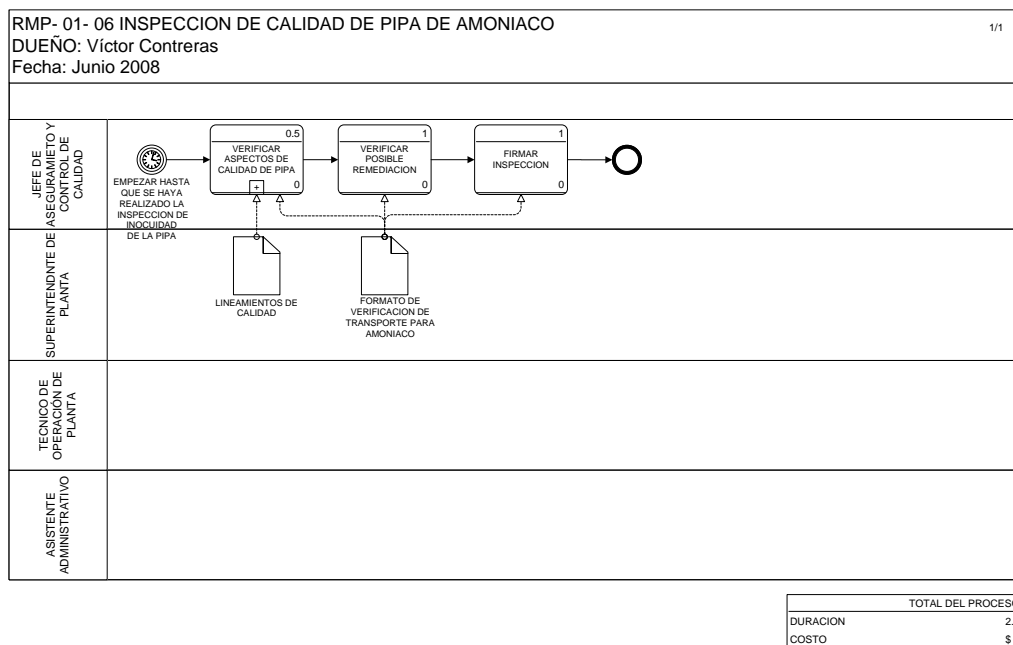 RMP- 01- 06 INSPECCION DE CALIDAD DE PIPA DE AMONIACO
1/1
DUEÑO: Víctor Contreras
Fecha: Junio 2008
JEFE DE
ASEGURAMIETO Y
CONTROL DE
CALIDAD
EMPEZAR HASTA
QUE SE HAYA
REALIZADO LA
INSPECCION DE
INOCUIDAD
DE LA PIPA
0.5
VERIFICAR
ASPECTOS DE
CALIDAD DE PIPA
+
0
1
VERIFICAR
POSIBLE
REMEDIACION
0
1
FIRMAR
INSPECCION
0
SUPERINTENDNTE DE
PLANTA
LINEAMIENTOS DE
CALIDAD
FORMATO DE
VERIFICACION DE
TRANSPORTE PARA
AMONIACO
TECNICO DE
OPERACIÓN DE
PLANTA
ASISTENTE
ADMINISTRATIVO
TOTAL DEL PROCESO
DURACION 2.
COSTO $